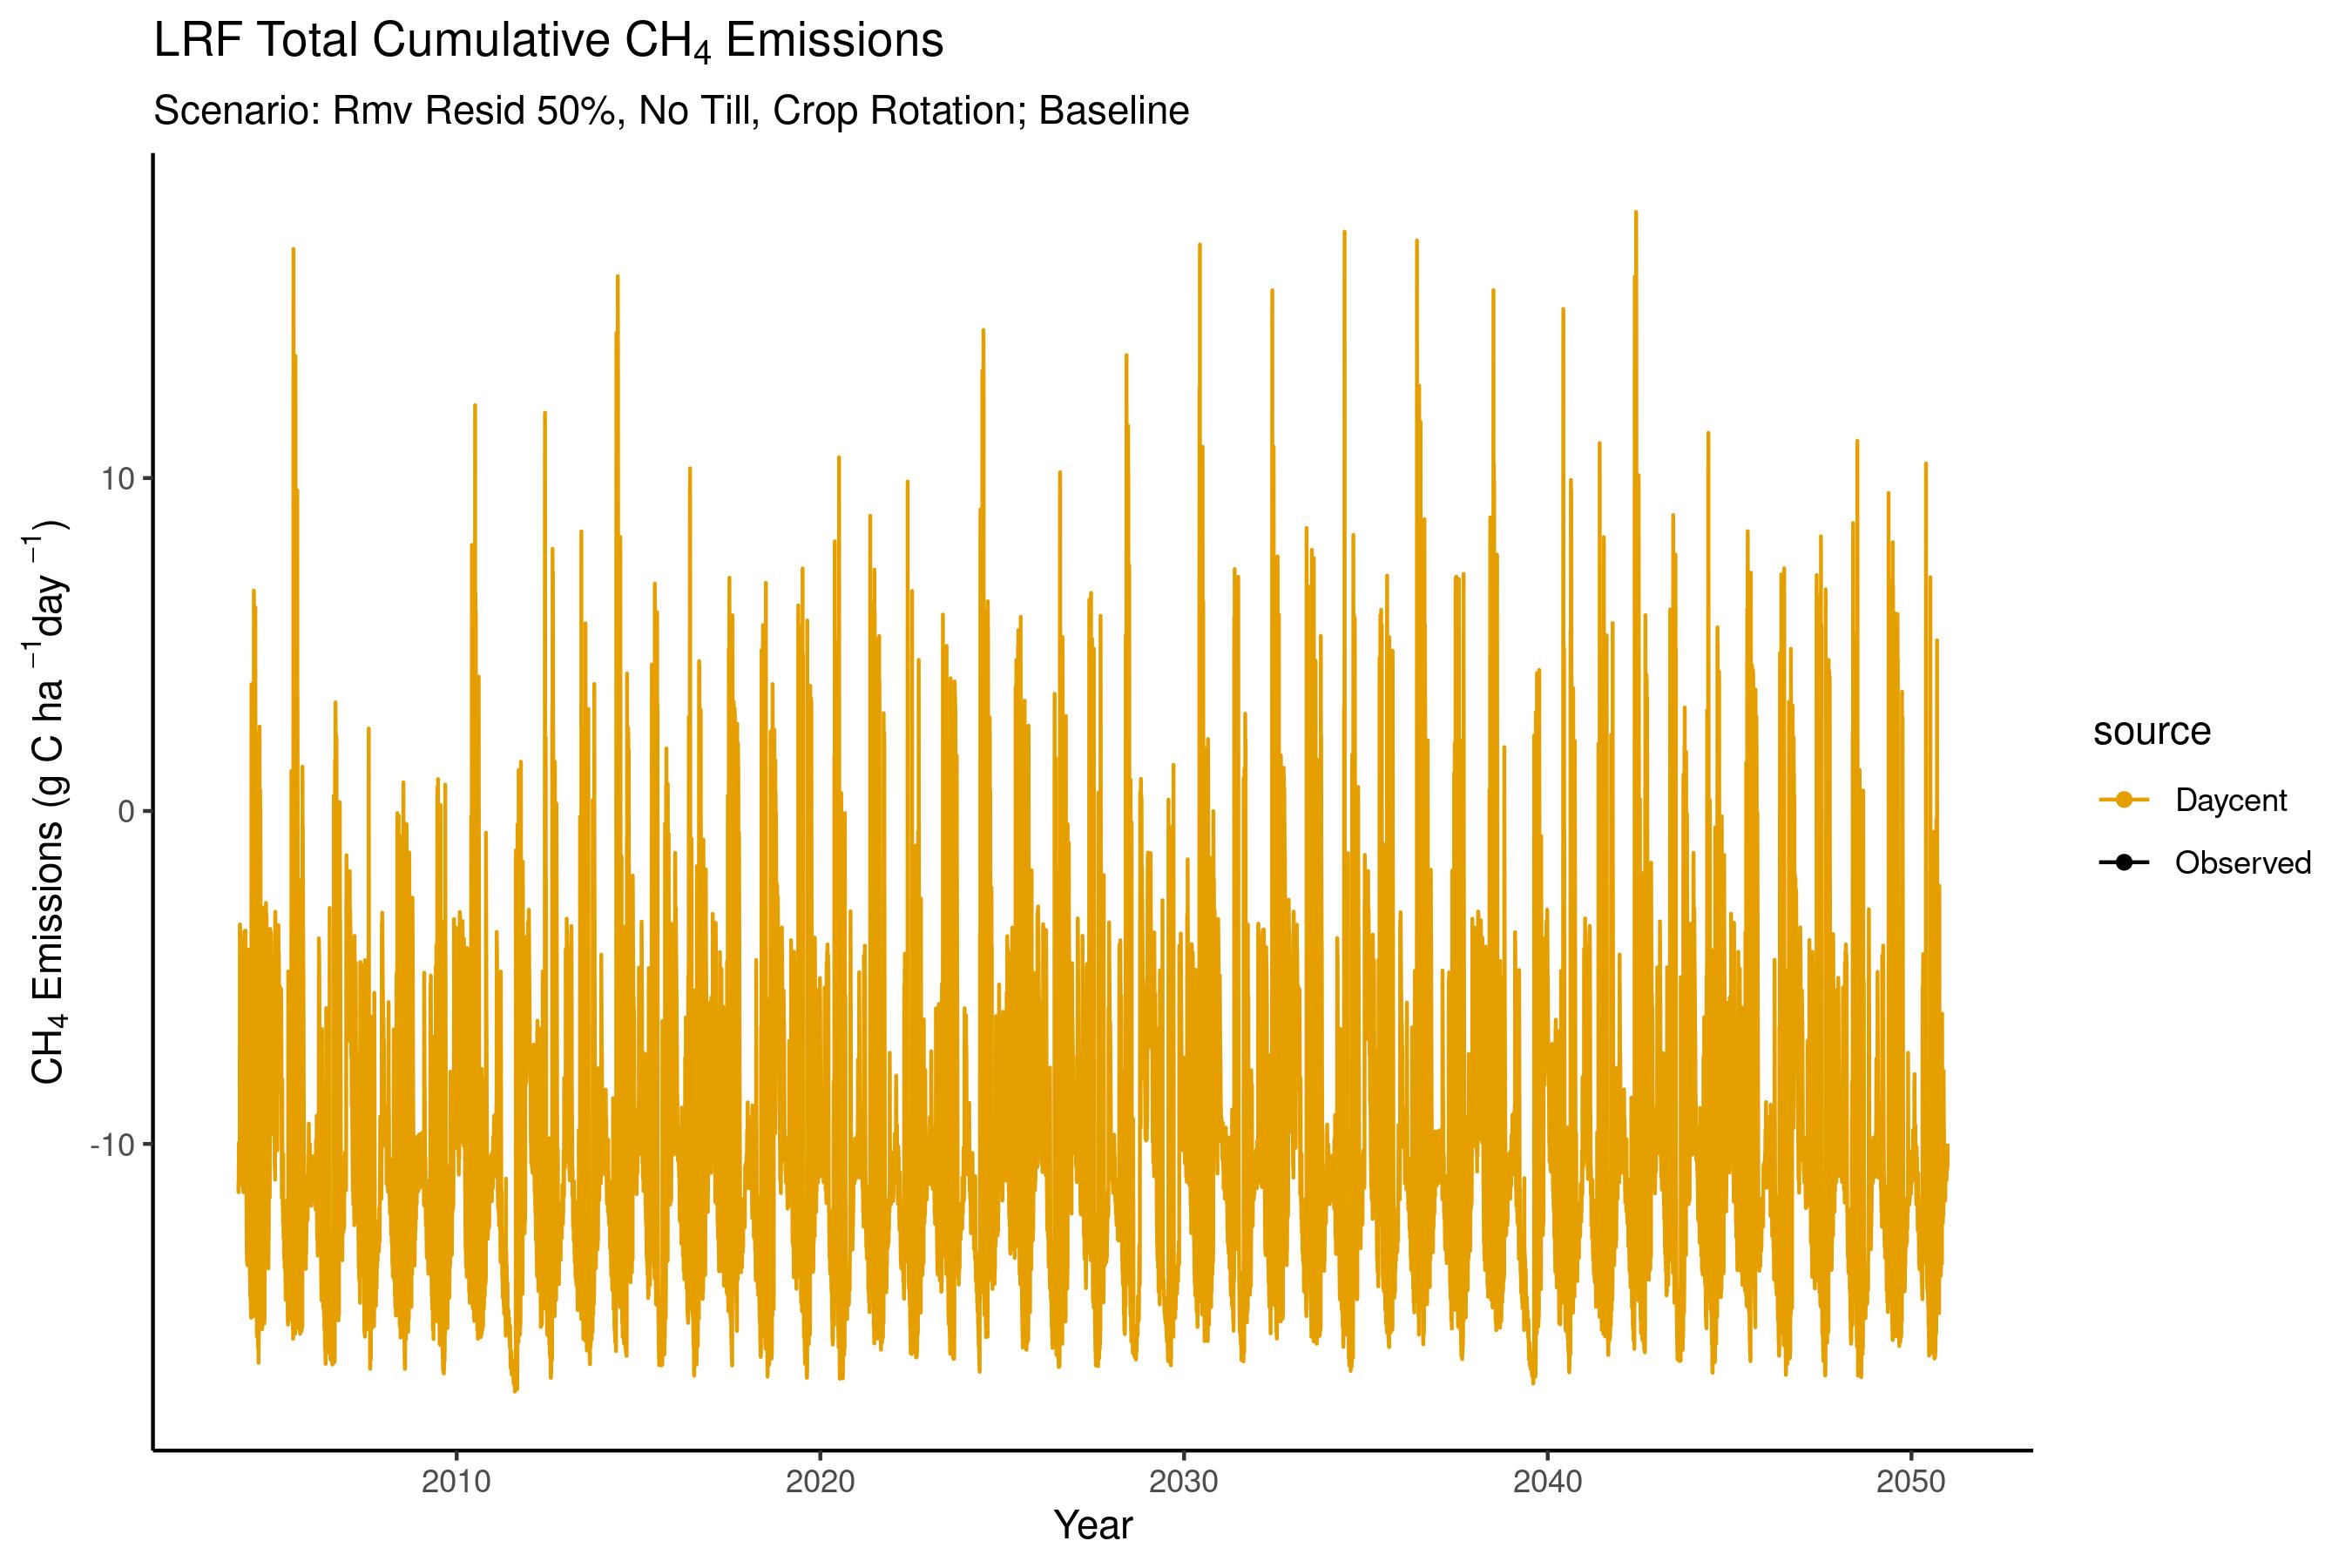 LRF Total Cumulative CH₄ Emissions
Scenario: Rmv Resid 50%, No Till, Crop Rotation; Baseline
CH₄ Emissions (g C ha ⁻¹day ⁻¹)
10
0
-10
2010
2020
2030
2040
2050
Year
source
Daycent
Observed